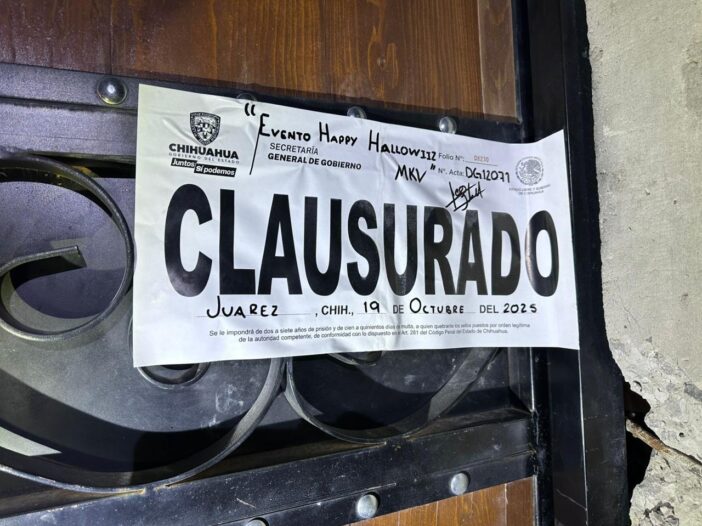 "Evento Happy Hallowizz
MKV"
CHIHUAHUA
GOBIERNO DEL ESTADO
Juntos Sí podemos
SECRETARÍA
GENERAL DE GOBIERNO
Folio N°:
N°. Acta: DG12071
CLAUSURADO
JUAREZ, CHIH., 19 DE OCTUBRE DEL 2025
Se le impondrá de dos a siete años de prisión y de cien a quinientos días de multa, a quien quebrante los sellos puestos por orden legítima
de la autoridad competente, de conformidad con lo dispuesto en el Art. 281 del Código Penal del Estado de Chihuahua.